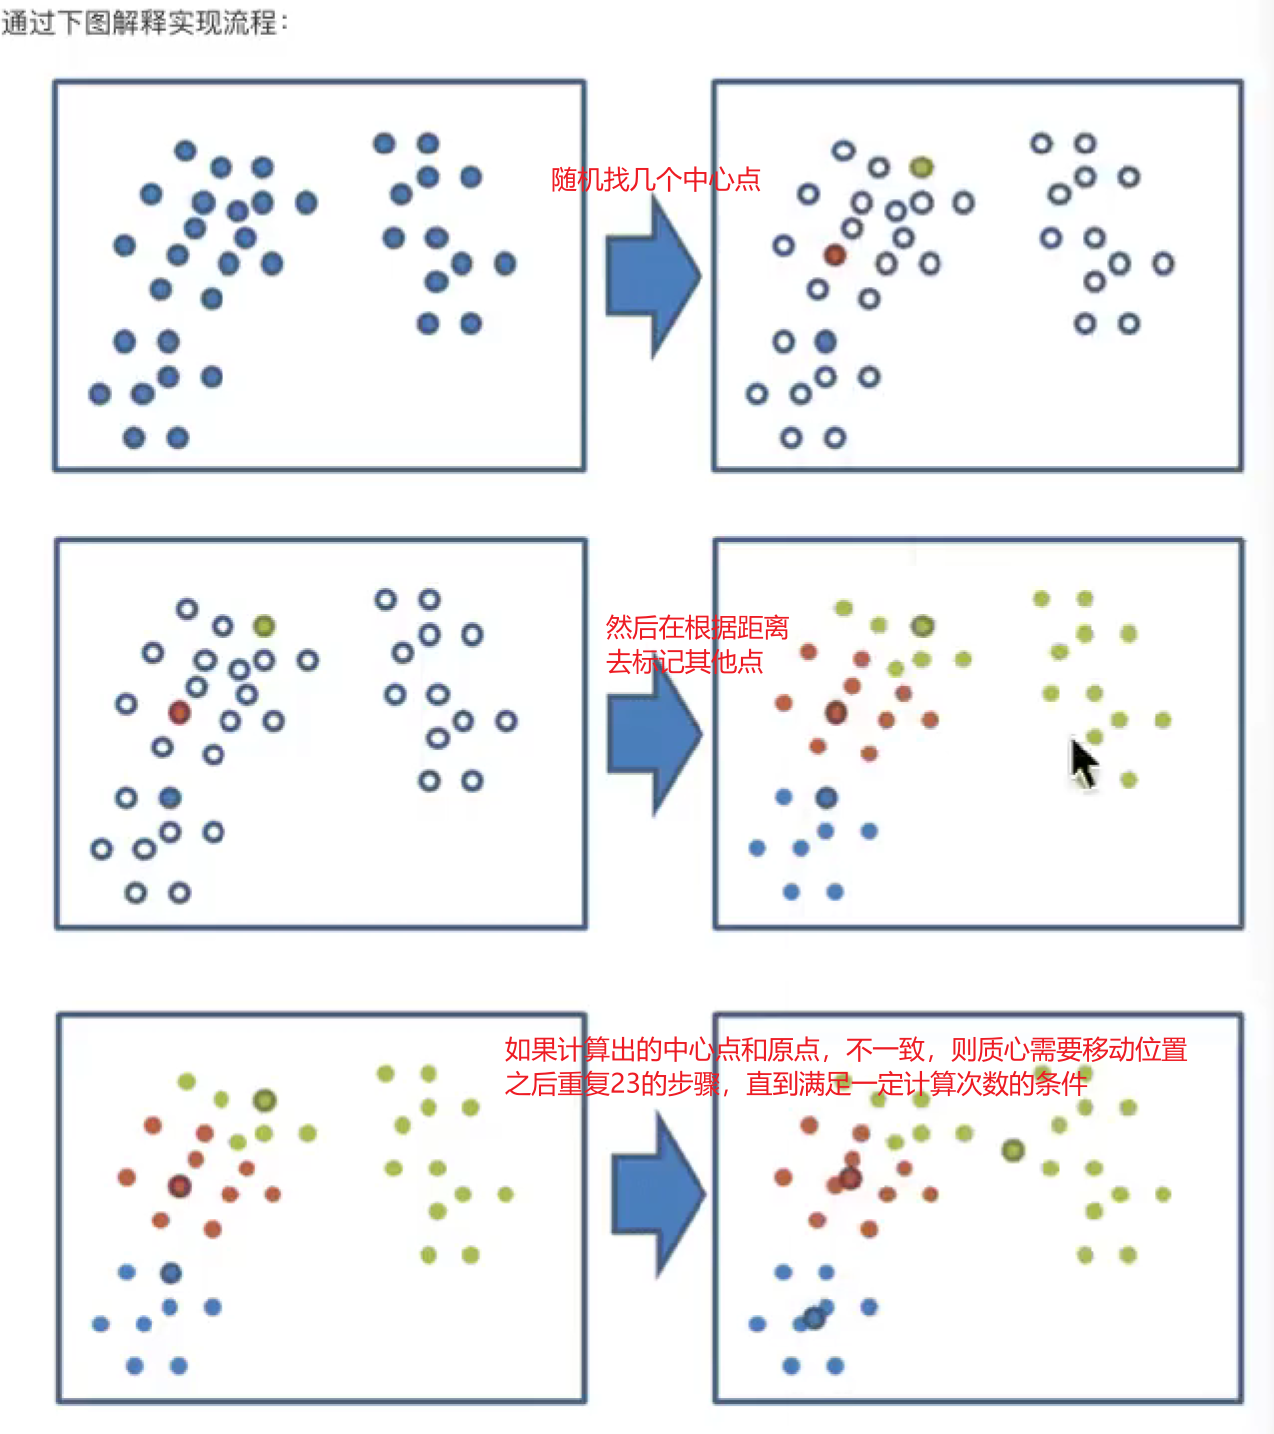 通过下图解释实现流程：
随机找几个中心点
然后在根据距离
去标记其他点
如果计算出的中心点和原点，不一致，则质心需要移动位置
之后重复23的步骤，直到满足一定计算次数的条件